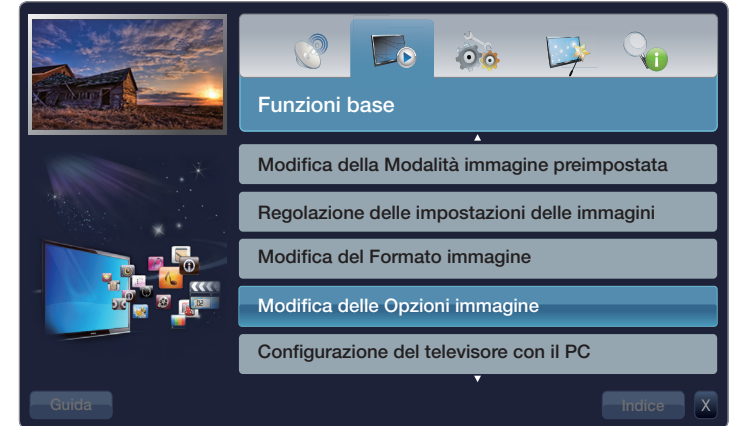 Funzioni base
Modifica della Modalità immagine preimpostata
Regolazione delle impostazioni delle immagini
Modifica del Formato immagine
Modifica delle Opzioni immagine
Configurazione del televisore con il PC
Guida
Indice
X